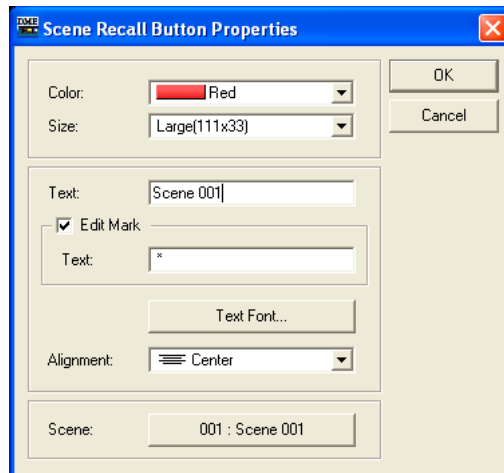 DME
Scene Recall Button Properties
Color: Red
OK
Size: Large(111x33)
Cancel
Text: Scene 001
Edit Mark
Text: *
Text Font...
Alignment: Center
Scene: 001 : Scene 001